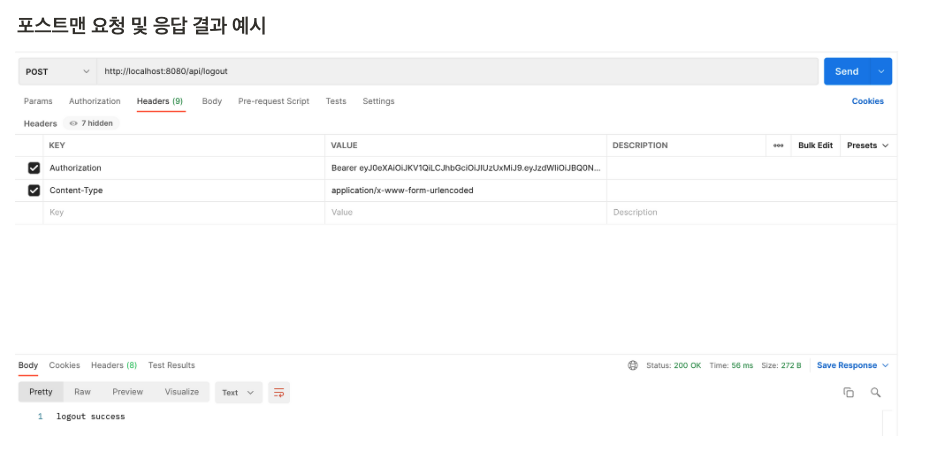 포스트맨 요청 및 응답 결과 예시
POST http://localhost:8080/api/logout Send
Params Authorization Headers (9) Body Pre-request Script Tests Settings Cookies
Headers 7 hidden
KEY VALUE DESCRIPTION ••• Bulk Edit Presets
Authorization Bearer eyJ0eXAiOiJKV1QiLCJhbGciOiJIUzUxMiJ9.eyJzdWIiOiJBQ0N...
Content-Type application/x-www-form-urlencoded
Key Value Description
Body Cookies Headers (8) Test Results Status: 200 OK Time: 56 ms Size: 272 B Save Response
Pretty Raw Preview Visualize Text
1 logout success